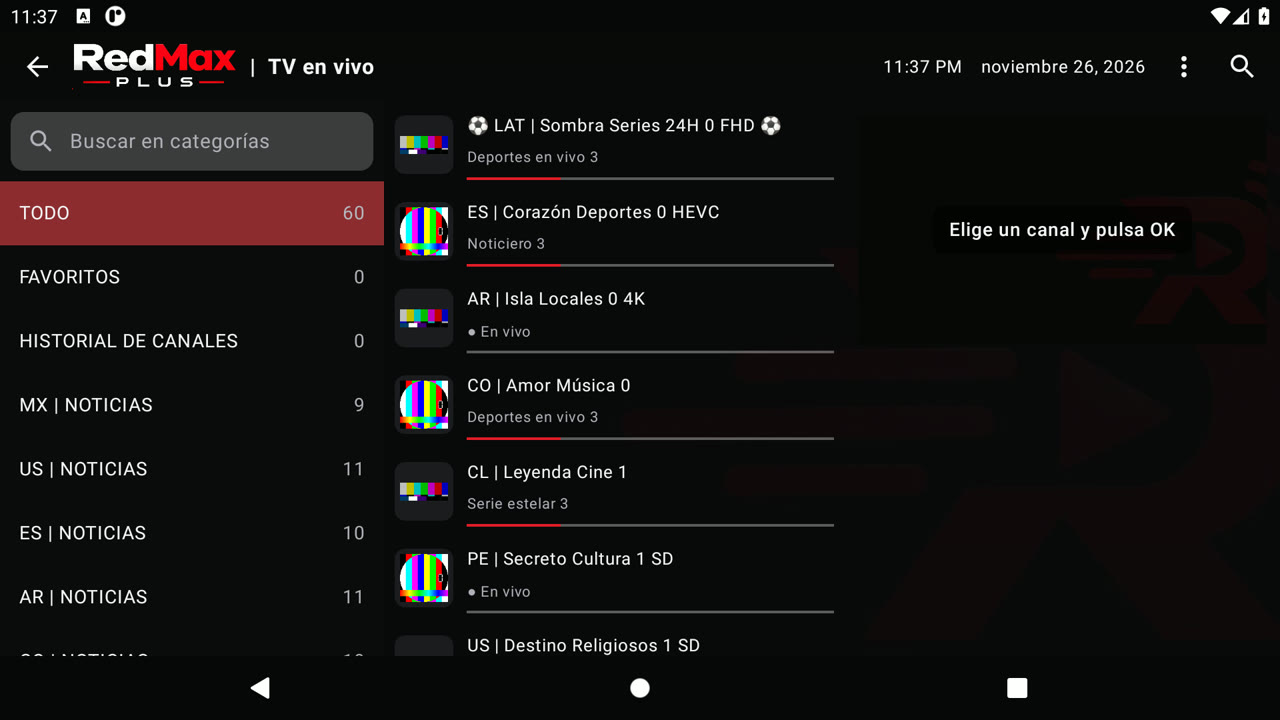 11:37
RedMax
PLUS
| TV en vivo
11:37 PM noviembre 26, 2026
Buscar en categorías
TODO 60
FAVORITOS 0
HISTORIAL DE CANALES 0
MX | NOTICIAS 9
US | NOTICIAS 11
ES | NOTICIAS 10
AR | NOTICIAS 11
⚽ LAT | Sombra Series 24H 0 FHD ⚽
Deportes en vivo 3
ES | Corazón Deportes 0 HEVC
Noticiero 3
AR | Isla Locales 0 4K
● En vivo
CO | Amor Música 0
Deportes en vivo 3
CL | Leyenda Cine 1
Serie estelar 3
PE | Secreto Cultura 1 SD
● En vivo
US | Destino Religiosos 1 SD
Elige un canal y pulsa OK